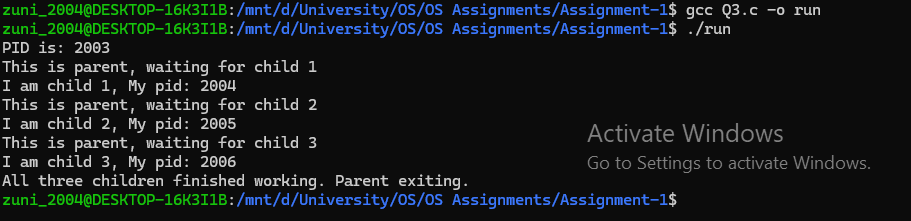 zuni_2004@DESKTOP-16K3I1B:/mnt/d/University/OS/OS Assignments/Assignment-1$ gcc Q3.c -o run
zuni_2004@DESKTOP-16K3I1B:/mnt/d/University/OS/OS Assignments/Assignment-1$ ./run
PID is: 2003
This is parent, waiting for child 1
I am child 1, My pid: 2004
This is parent, waiting for child 2
I am child 2, My pid: 2005
This is parent, waiting for child 3
I am child 3, My pid: 2006
All three children finished working. Parent exiting.
zuni_2004@DESKTOP-16K3I1B:/mnt/d/University/OS/OS Assignments/Assignment-1$
Activate Windows
Go to Settings to activate Windows.